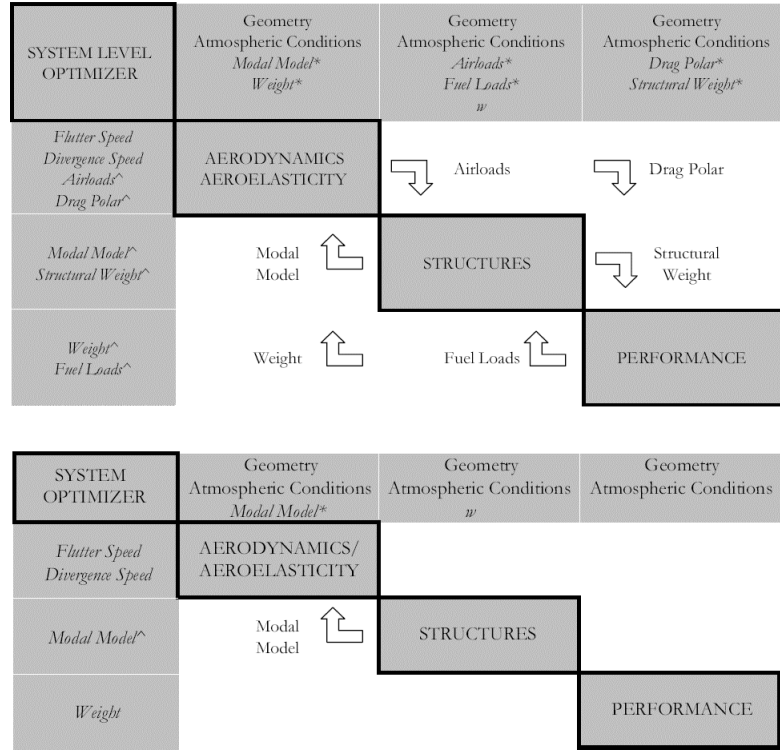 SYSTEM LEVEL
OPTIMIZER
Geometry
Atmospheric Conditions
Modal Model*
Weight*
Geometry
Atmospheric Conditions
Airloads*
Fuel Loads*
w
Geometry
Atmospheric Conditions
Drag Polar*
Structural Weight*
Flutter Speed
Divergence Speed
Airloads^
Drag Polar^
AERODYNAMICS
AEROELASTICITY
Airloads
Drag Polar
Modal Model^
Structural Weight^
Modal
Model
STRUCTURES
Structural
Weight
Weight^
Fuel Loads^
Weight
Fuel Loads
PERFORMANCE
SYSTEM
OPTIMIZER
Geometry
Atmospheric Conditions
Modal Model*
Geometry
Atmospheric Conditions
w
Geometry
Atmospheric Conditions
Flutter Speed
Divergence Speed
AERODYNAMICS/
AEROELASTICITY
Modal Model^
Modal
Model
STRUCTURES
Weight
PERFORMANCE